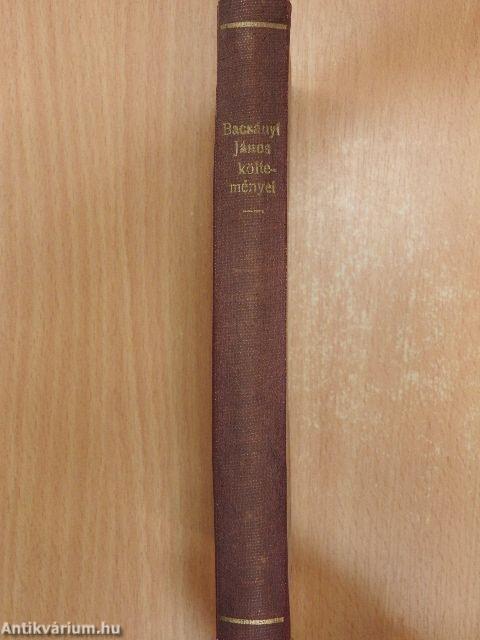 Bacsányi
János
költe-
ményei
Antikvárium.hu